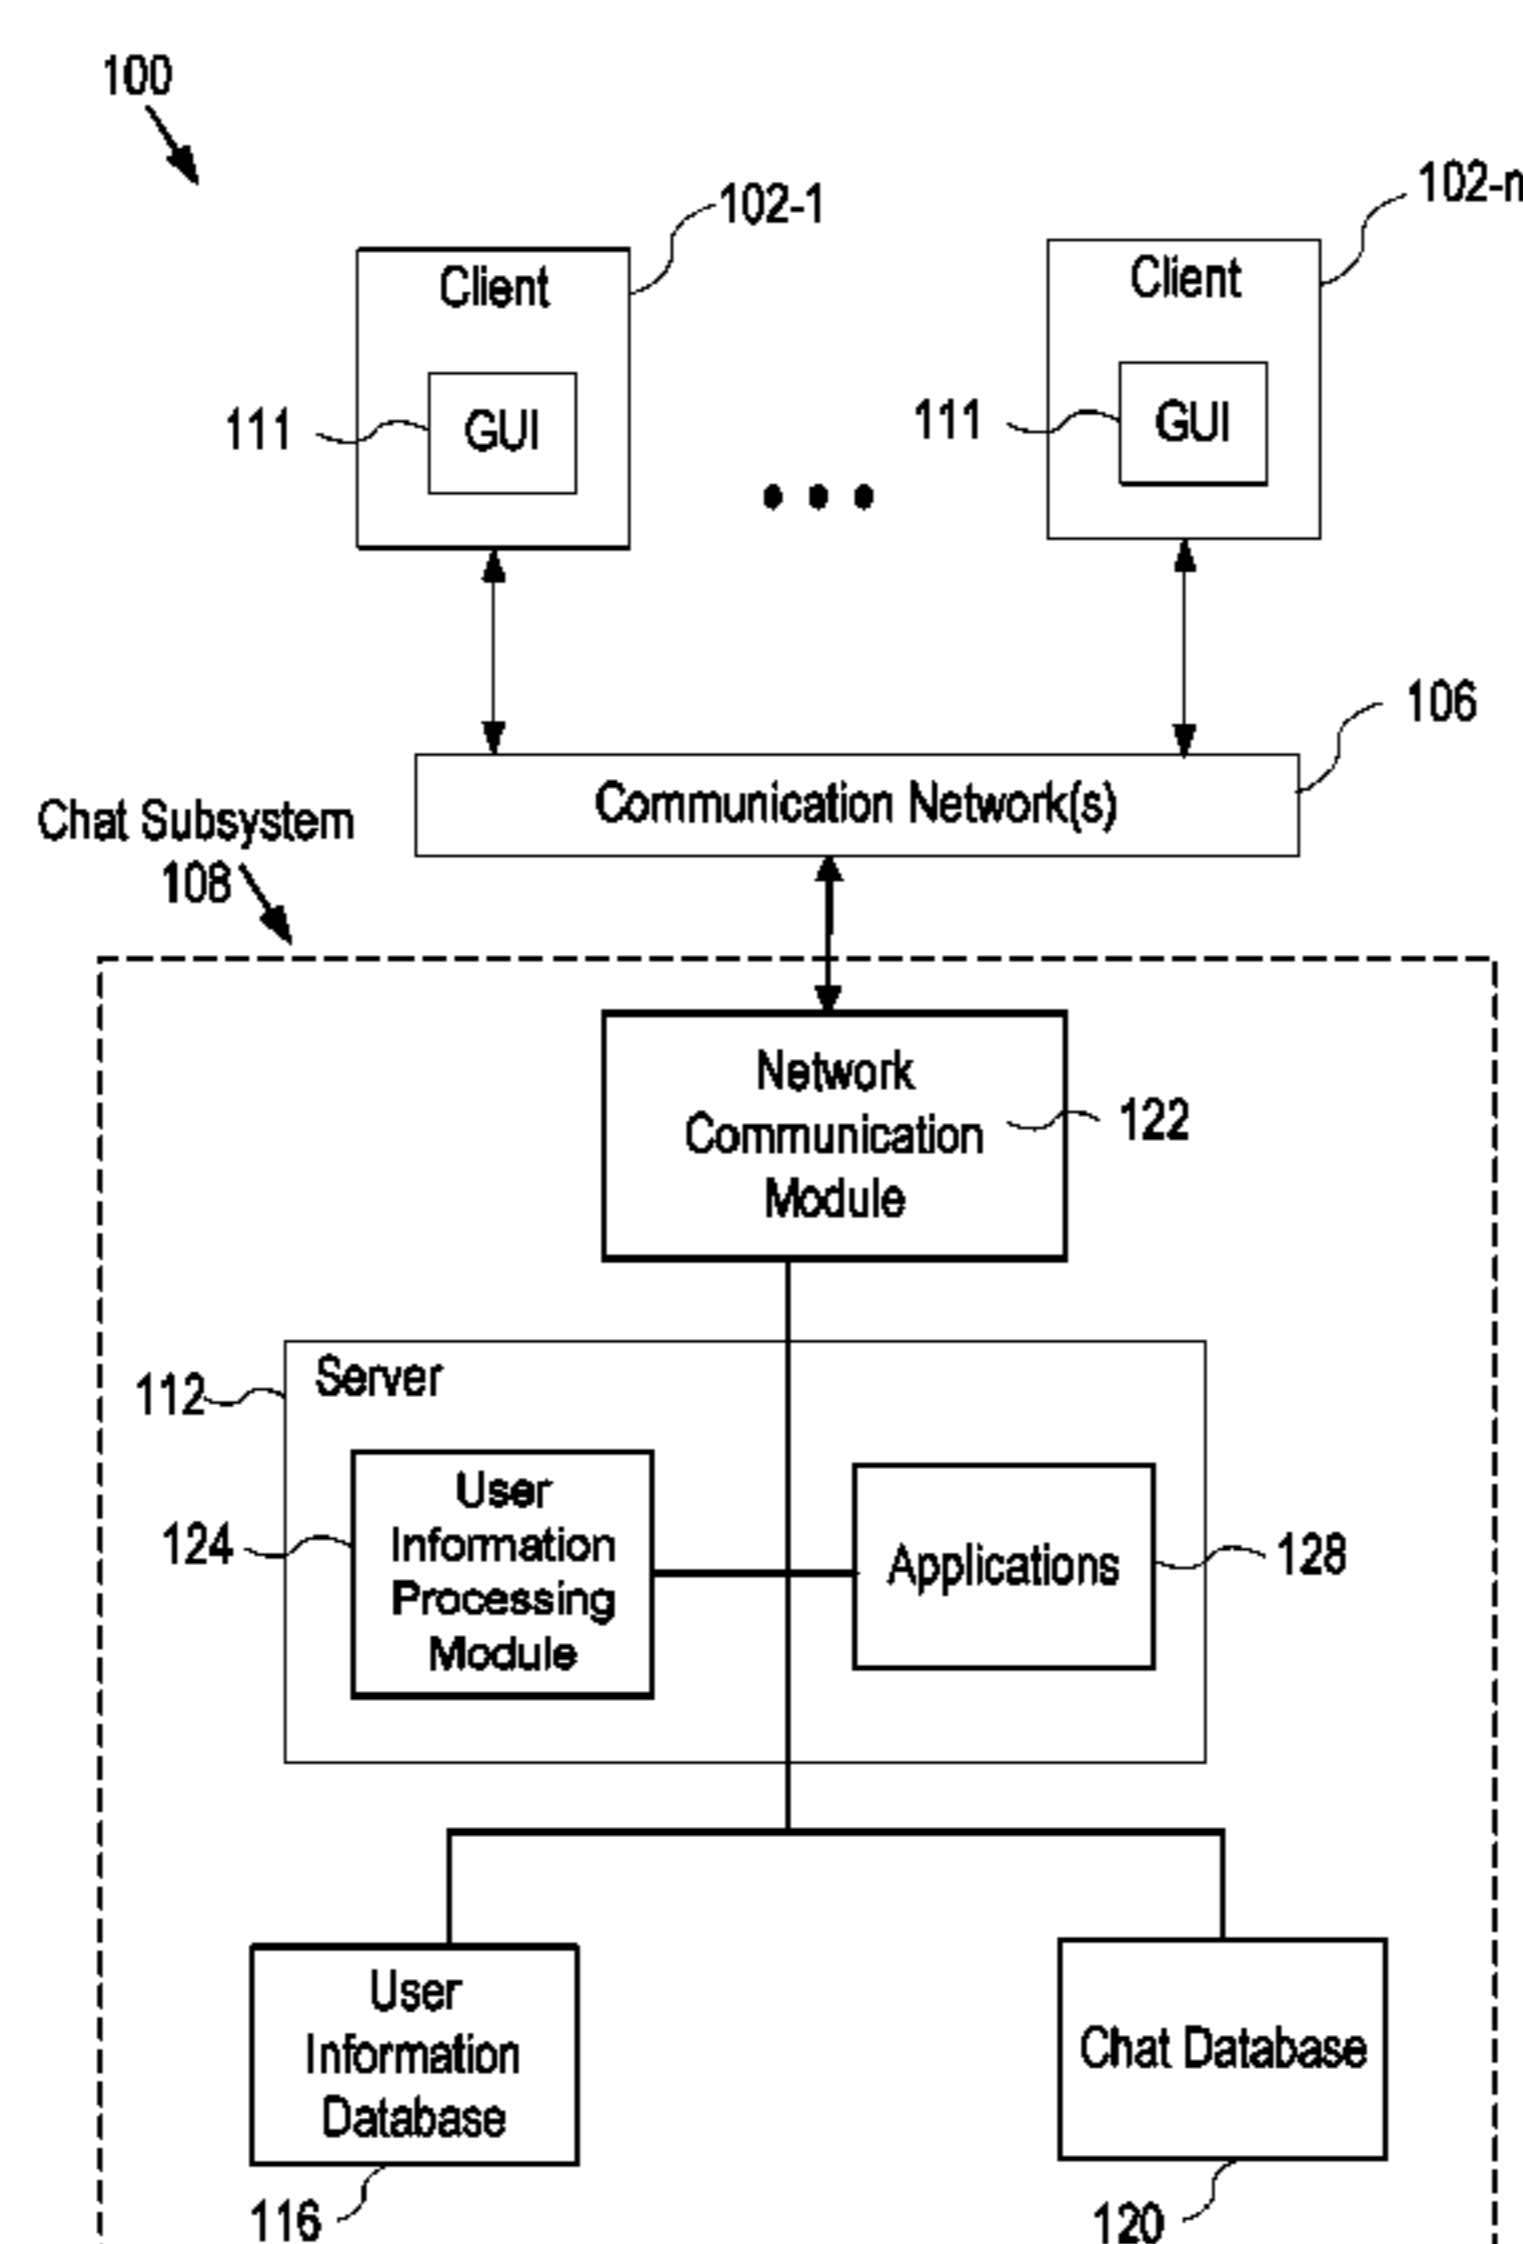 100
102-1
102-n
Client
Client
111
GUI
111
GUI
106
Communication Network(s)
Chat Subsystem
108
Network
Communication
Module
122
Server
112
User
Information
Processing
Module
124
Applications
128
User
Information
Database
Chat Database
116
120